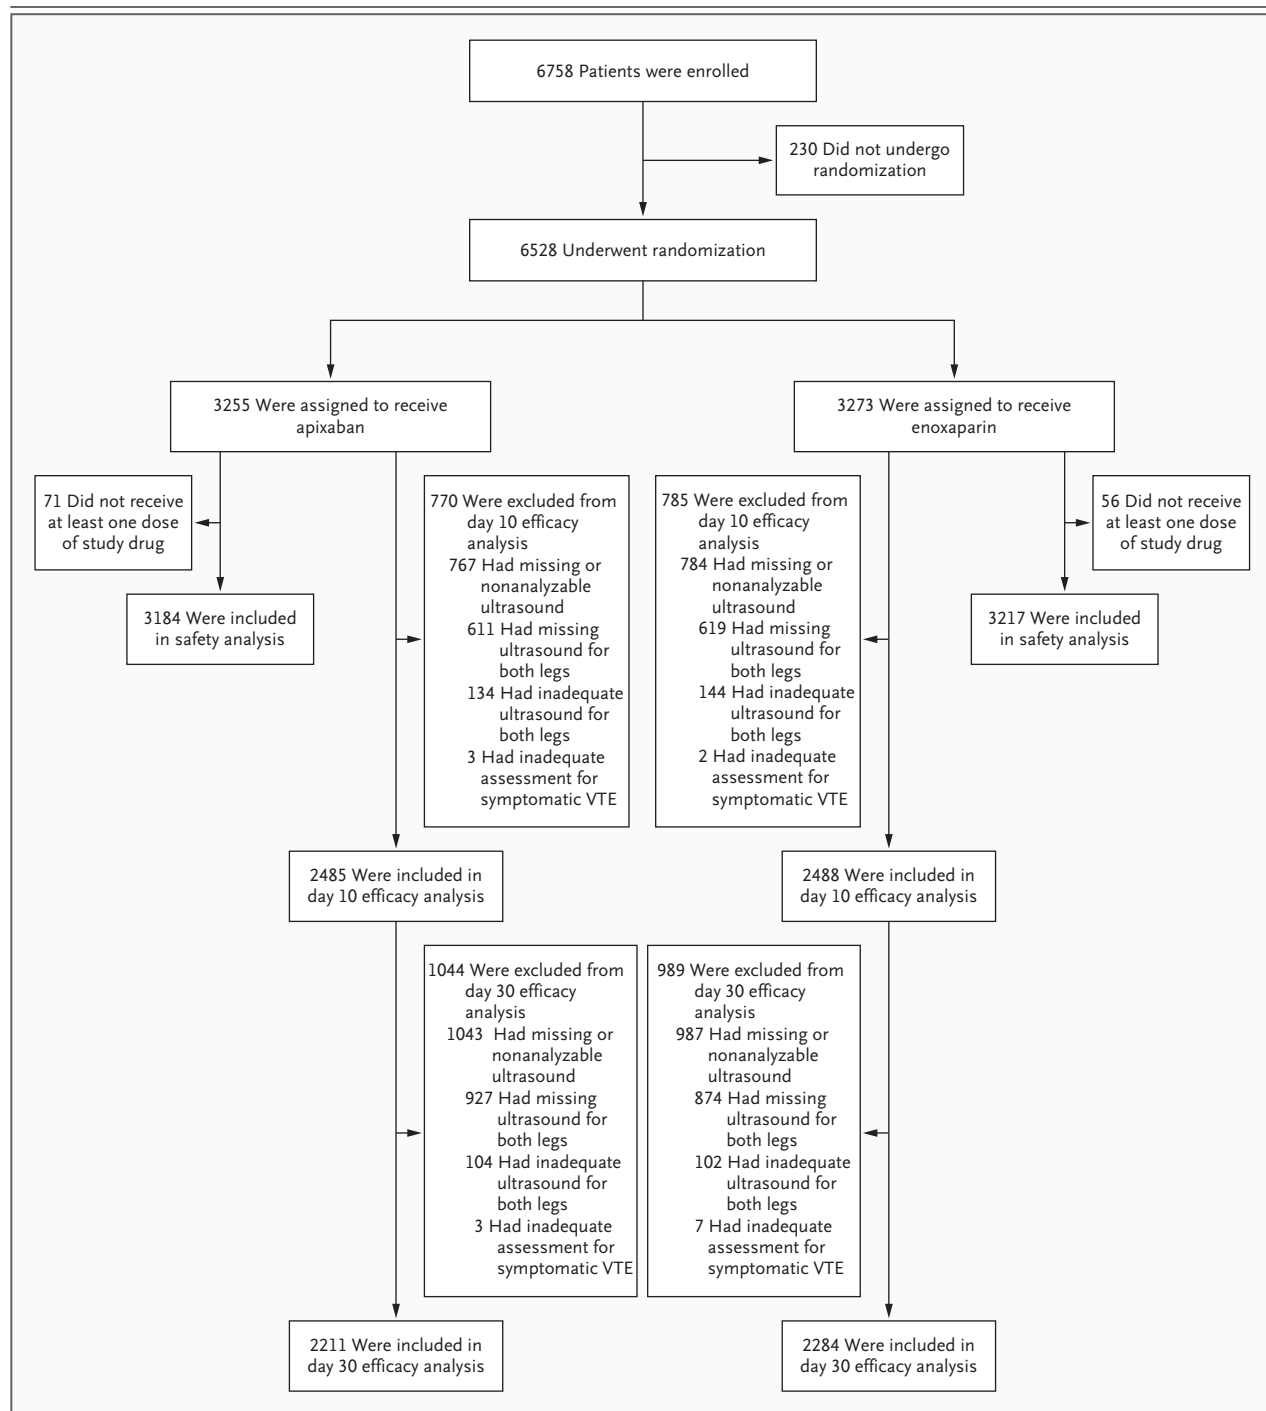 6758 Patients were enrolled
230 Did not undergo
randomization
6528 Underwent randomization
3255 Were assigned to receive
apixaban
3273 Were assigned to receive
enoxaparin
71 Did not receive
at least one dose
of study drug
770 Were excluded from
day 10 efficacy
analysis
767 Had missing or
nonanalyzable
ultrasound
611 Had missing
ultrasound for
both legs
134 Had inadequate
ultrasound for
both legs
3 Had inadequate
assessment for
symptomatic VTE
785 Were excluded from
day 10 efficacy
analysis
784 Had missing or
nonanalyzable
ultrasound
619 Had missing
ultrasound for
both legs
144 Had inadequate
ultrasound for
both legs
2 Had inadequate
assessment for
symptomatic VTE
56 Did not receive
at least one dose
of study drug
3184 Were included
in safety analysis
3217 Were included
in safety analysis
2485 Were included in
day 10 efficacy analysis
2488 Were included in
day 10 efficacy analysis
1044 Were excluded from
day 30 efficacy
analysis
1043 Had missing or
nonanalyzable
ultrasound
927 Had missing
ultrasound for
both legs
104 Had inadequate
ultrasound for
both legs
3 Had inadequate
assessment for
symptomatic VTE
989 Were excluded from
day 30 efficacy
analysis
987 Had missing or
nonanalyzable
ultrasound
874 Had missing
ultrasound for
both legs
102 Had inadequate
ultrasound for
both legs
7 Had inadequate
assessment for
symptomatic VTE
2211 Were included in
day 30 efficacy analysis
2284 Were included in
day 30 efficacy analysis